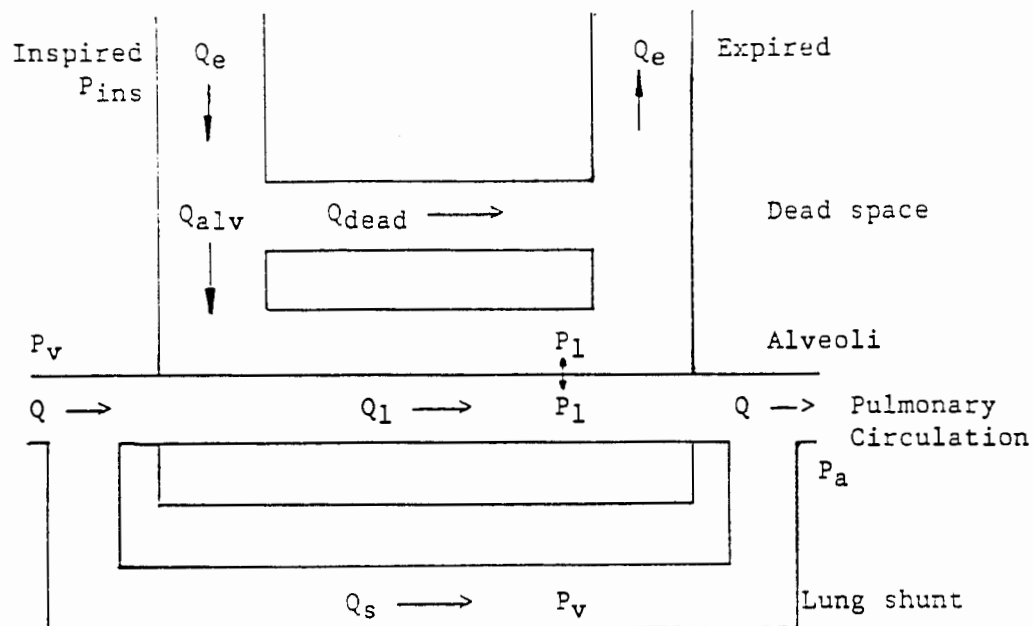 Inspired
P_ins
Q_e
Q_e
Expired
Q_alv
Q_dead
Dead space
P_v
P_l
Alveoli
Q
Q_l
P_l
Q
Pulmonary
Circulation
P_a
Q_s
P_v
Lung shunt